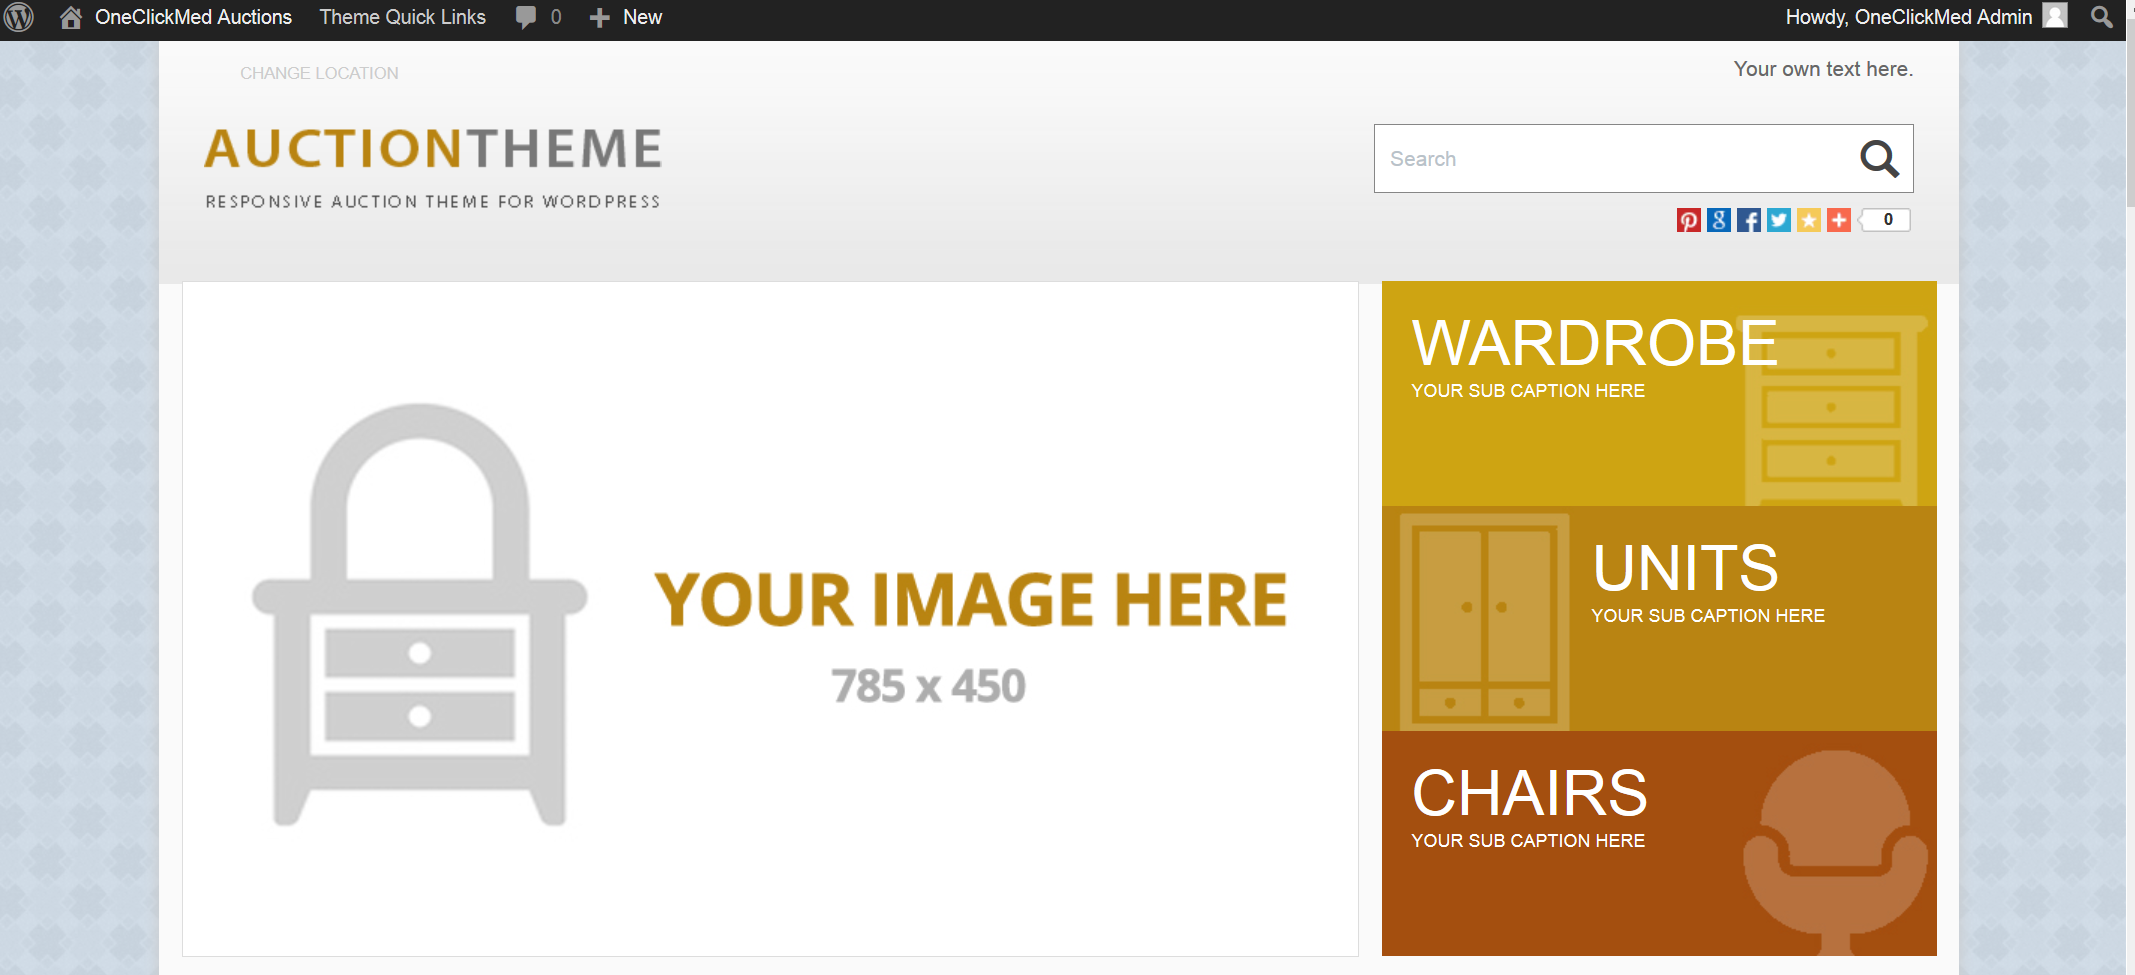 OneClickMed Auctions Theme Quick Links 0 New Howdy, OneClickMed Admin
CHANGE LOCATION
Your own text here.
AUCTIONTHEME
RESPONSIVE AUCTION THEME FOR WORDPRESS
Search
0
YOUR IMAGE HERE
785 x 450
WARDROBE
YOUR SUB CAPTION HERE
UNITS
YOUR SUB CAPTION HERE
CHAIRS
YOUR SUB CAPTION HERE